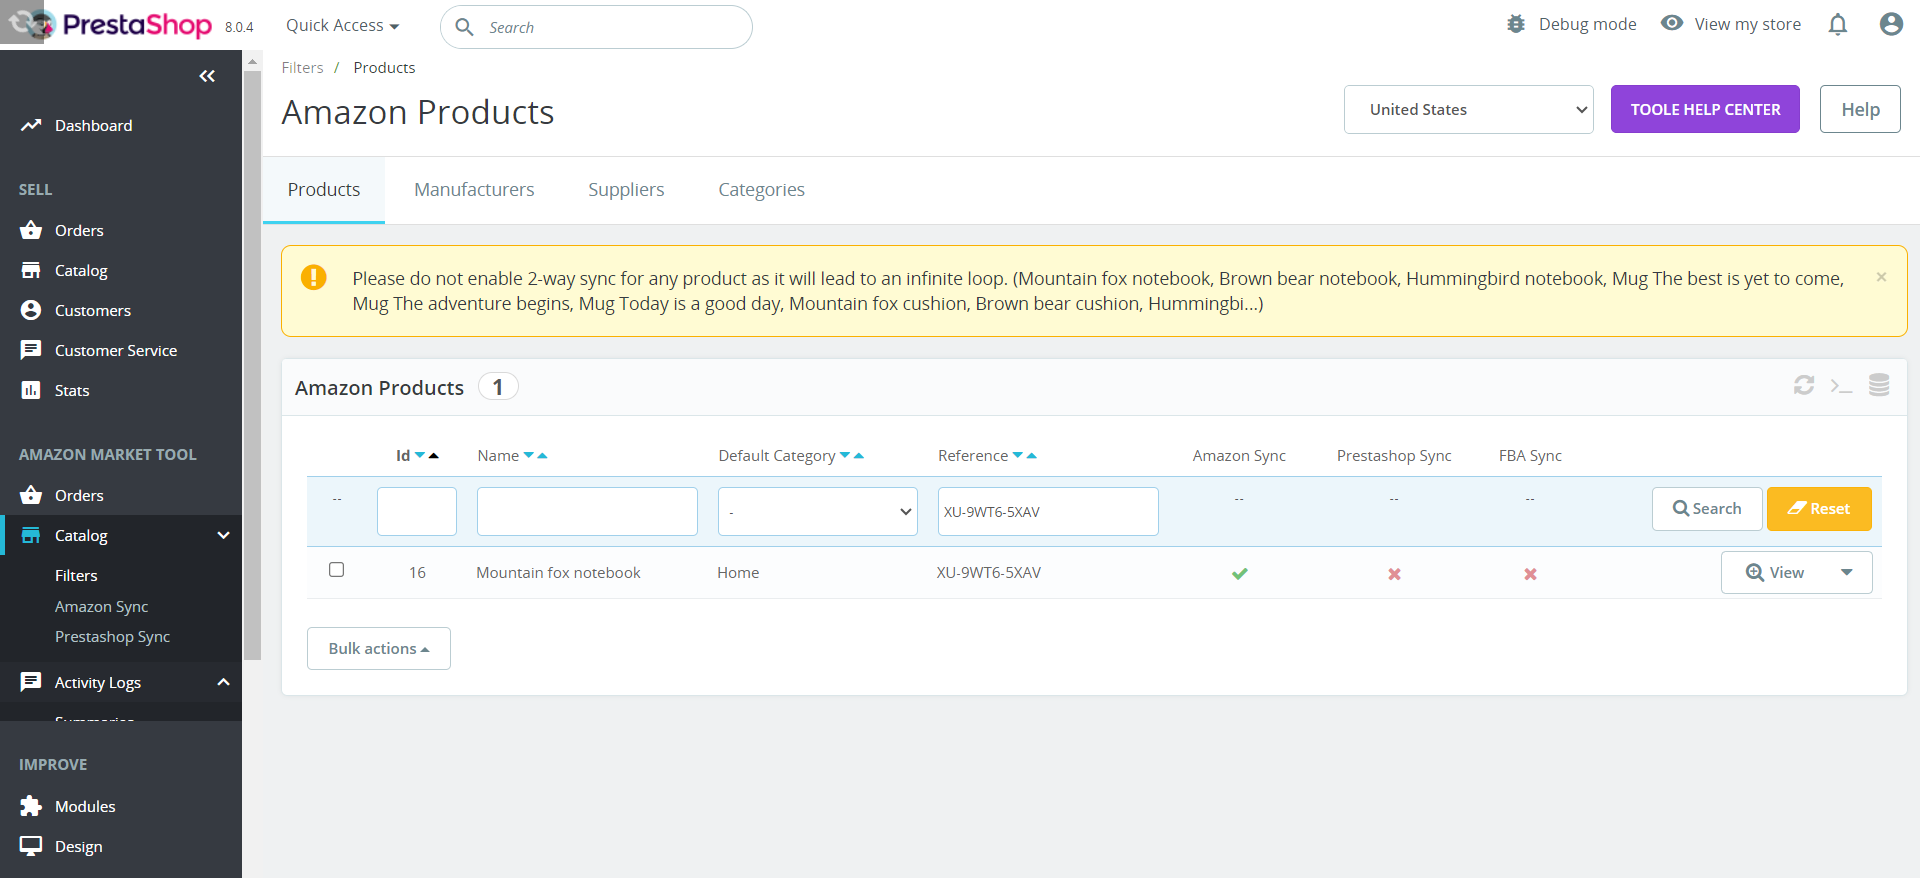 PrestaShop 8.0.4
Quick Access
Search
Debug mode
View my store
Filters / Products
Amazon Products
United States
TOOLE HELP CENTER
Help
Dashboard
SELL
Orders
Catalog
Customers
Customer Service
Stats
AMAZON MARKET TOOL
Orders
Catalog
Filters
Amazon Sync
Prestashop Sync
Activity Logs
Summaries
IMPROVE
Modules
Design
Products Manufacturers Suppliers Categories
Please do not enable 2-way sync for any product as it will lead to an infinite loop. (Mountain fox notebook, Brown bear notebook, Hummingbird notebook, Mug The best is yet to come,
Mug The adventure begins, Mug Today is a good day, Mountain fox cushion, Brown bear cushion, Hummingbi...)
Amazon Products 1
Id Name Default Category Reference Amazon Sync Prestashop Sync FBA Sync
-- - XU-9WT6-5XAV -- -- -- Search Reset
16 Mountain fox notebook Home XU-9WT6-5XAV View
Bulk actions